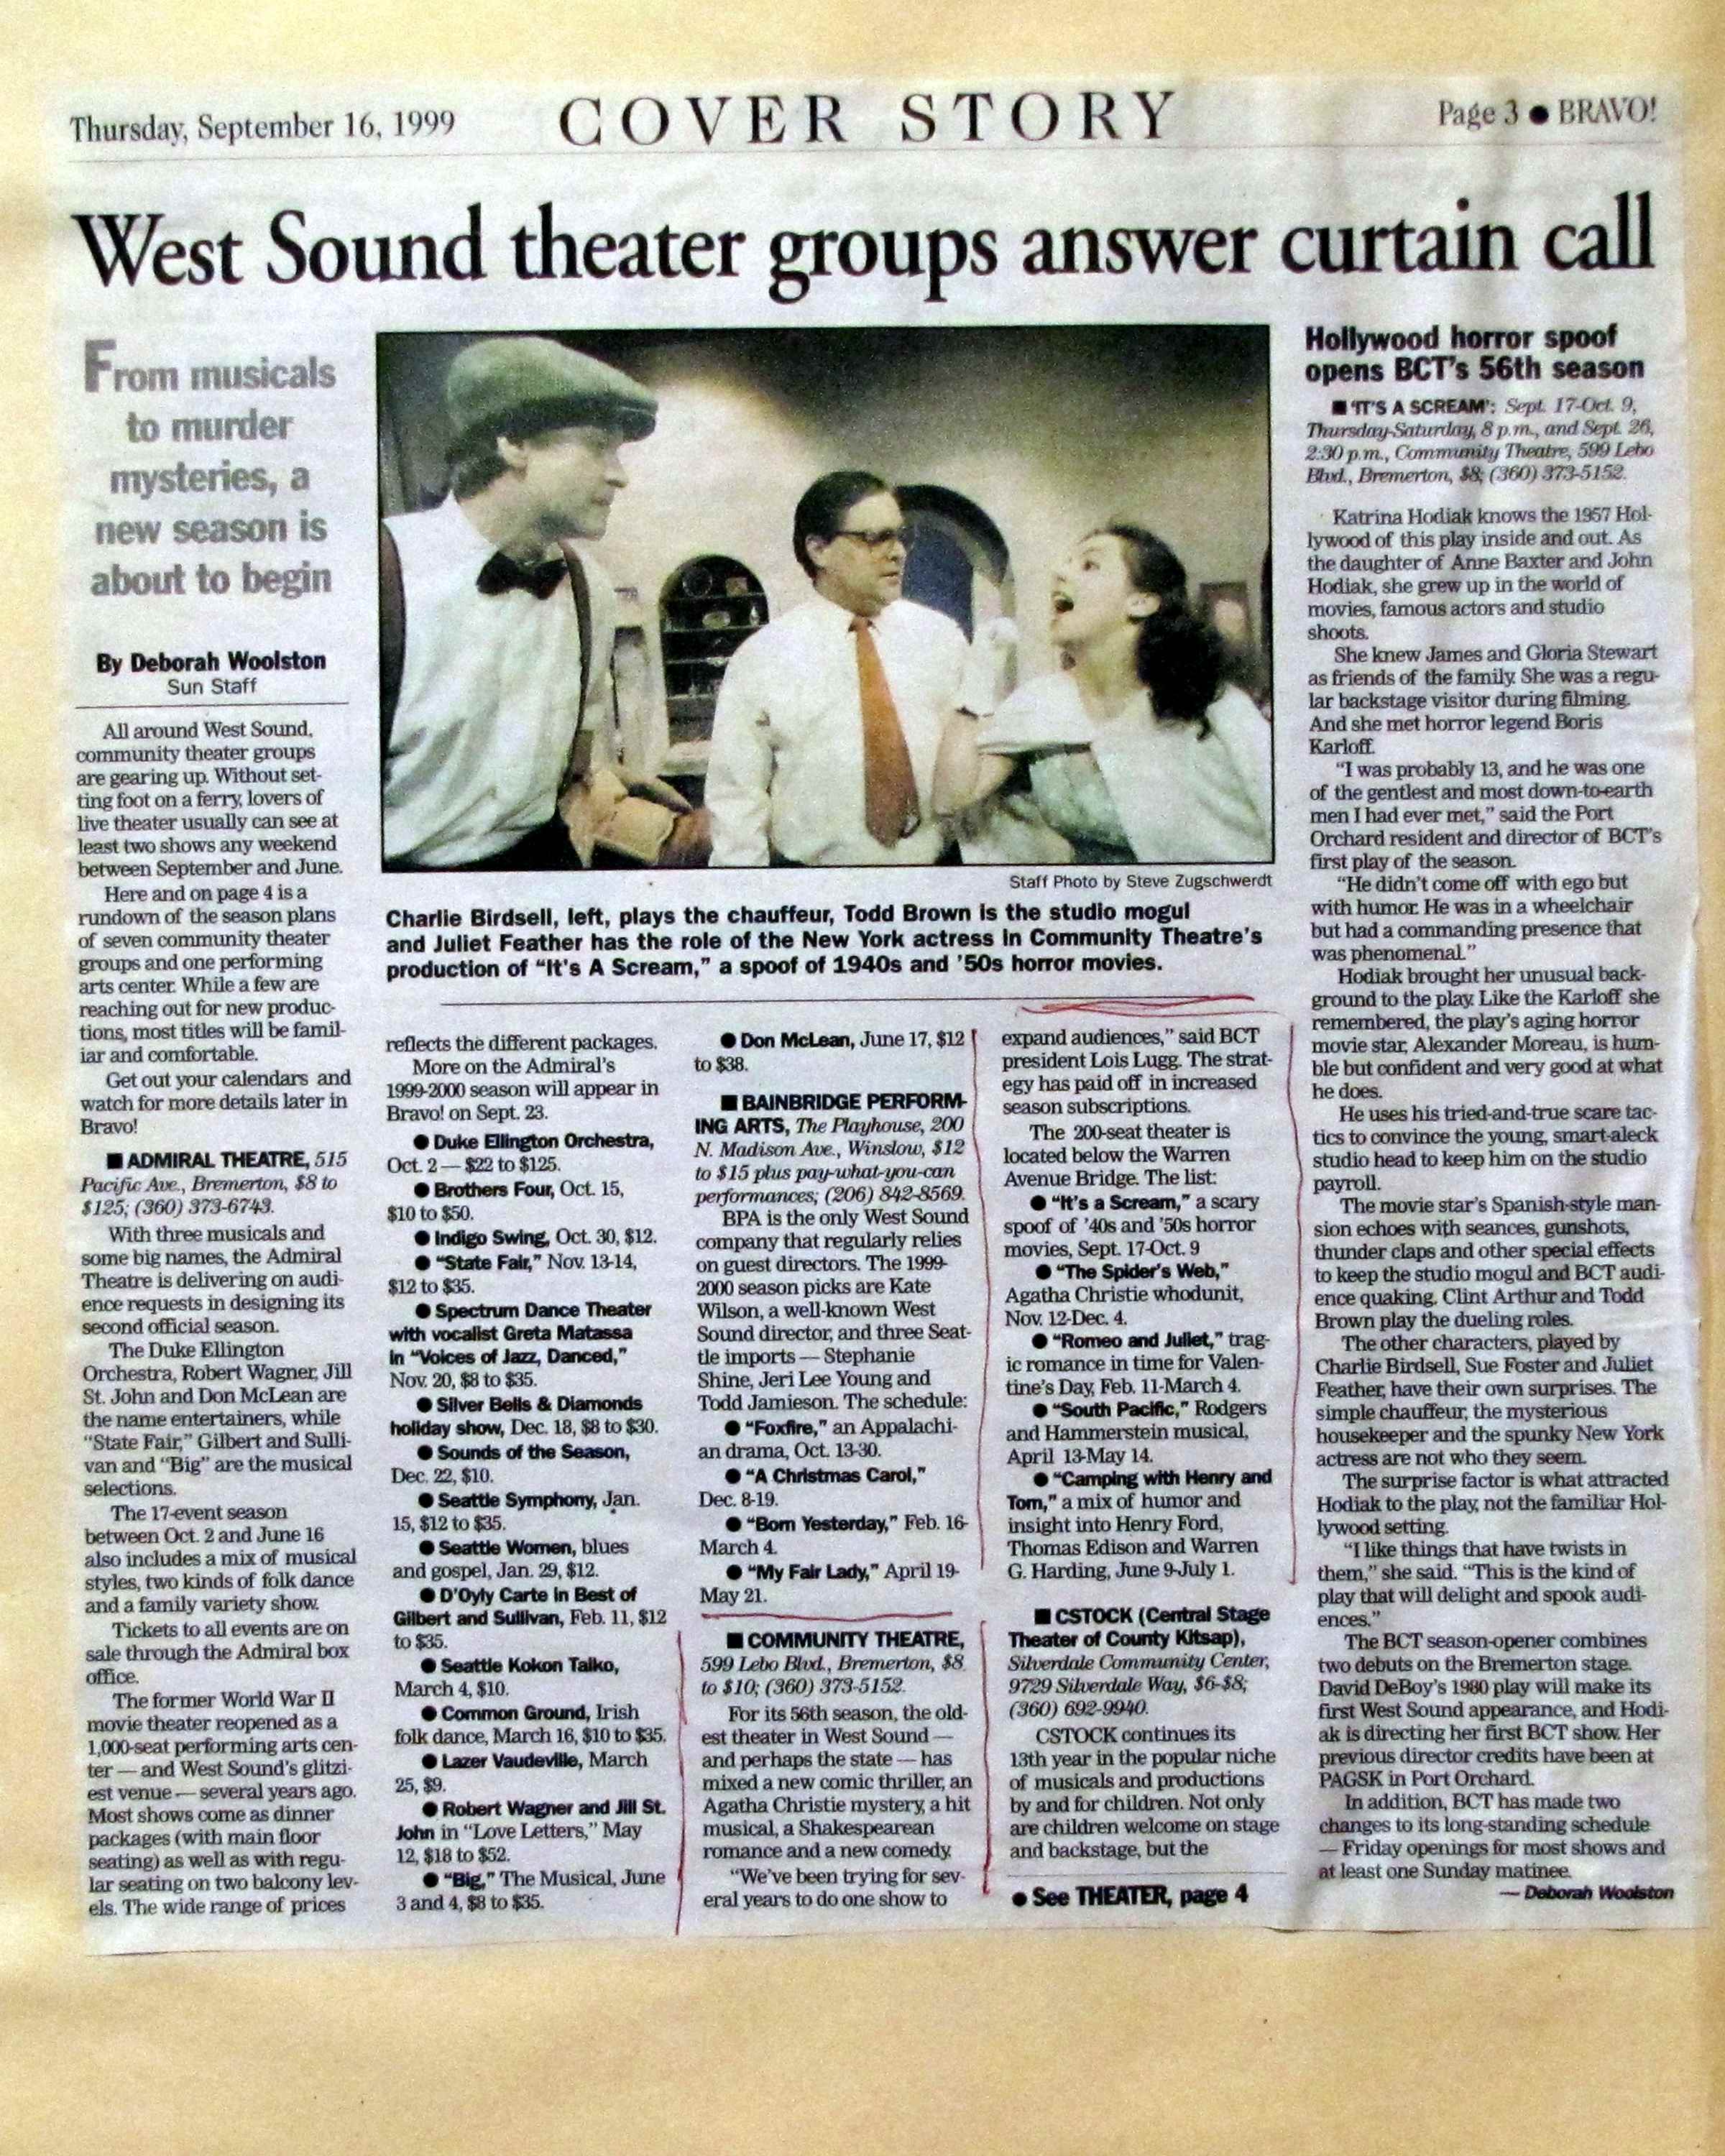 Thursday, September 16, 1999
COVER STORY
Page 3 ● BRAVO!
West Sound theater groups answer curtain call
From musicals
to murder
mysteries, a
new season is
about to begin
By Deborah Woolston
Sun Staff
All around West Sound,
community theater groups
are gearing up. Without set-
ting foot on a ferry, lovers of
live theater usually can see at
least two shows any weekend
between September and June.
Here and on page 4 is a
rundown of the season plans
of seven community theater
groups and one performing
arts center. While a few are
reaching out for new produc-
tions, most titles will be famil-
iar and comfortable.
Get out your calendars and
watch for more details later in
Bravo!
■ ADMIRAL THEATRE, 515
Pacific Ave., Bremerton, $8 to
$125; (360) 373-6743.
With three musicals and
some big names, the Admiral
Theatre is delivering on audi-
ence requests in designing its
second official season.
The Duke Ellington
Orchestra, Robert Wagner, Jill
St. John and Don McLean are
the name entertainers, while
"State Fair," Gilbert and Sulli-
van and "Big" are the musical
selections.
The 17-event season
between Oct. 2 and June 16
also includes a mix of musical
styles, two kinds of folk dance
and a family variety show.
Tickets to all events are on
sale through the Admiral box
office.
The former World War II
movie theater reopened as a
1,000-seat performing arts cen-
ter — and West Sound's glitzi-
est venue — several years ago.
Most shows come as dinner
packages (with main floor
seating) as well as with regu-
lar seating on two balcony lev-
els. The wide range of prices
Staff Photo by Steve Zugschwerdt
Charlie Birdsell, left, plays the chauffeur, Todd Brown is the studio mogul
and Juliet Feather has the role of the New York actress in Community Theatre's
production of "It's A Scream," a spoof of 1940s and '50s horror movies.
reflects the different packages.
More on the Admiral's
1999-2000 season will appear in
Bravo! on Sept. 23.
● Duke Ellington Orchestra,
Oct. 2 — $22 to $125.
● Brothers Four, Oct. 15,
$10 to $50.
● Indigo Swing, Oct. 30, $12.
● "State Fair," Nov. 13-14,
$12 to $35.
● Spectrum Dance Theater
with vocalist Greta Matassa
in "Voices of Jazz, Danced,"
Nov. 20, $8 to $35.
● Silver Bells & Diamonds
holiday show, Dec. 18, $8 to $30.
● Sounds of the Season,
Dec. 22, $10.
● Seattle Symphony, Jan.
15, $12 to $35.
● Seattle Women, blues
and gospel, Jan. 29, $12.
● D'Oyly Carte in Best of
Gilbert and Sullivan, Feb. 11, $12
to $35.
● Seattle Kokon Taiko,
March 4, $10.
● Common Ground, Irish
folk dance, March 16, $10 to $35.
● Lazer Vaudeville, March
25, $9.
● Robert Wagner and Jill St.
John in "Love Letters," May
12, $18 to $52.
● "Big," The Musical, June
3 and 4, $8 to $35.
● Don McLean, June 17, $12
to $38.
■ BAINBRIDGE PERFORM-
ING ARTS, The Playhouse, 200
N. Madison Ave., Winslow, $12
to $15 plus pay-what-you-can
performances; (206) 842-8569.
BPA is the only West Sound
company that regularly relies
on guest directors. The 1999-
2000 season picks are Kate
Wilson, a well-known West
Sound director, and three Seat-
tle imports — Stephanie
Shine, Jeri Lee Young and
Todd Jamieson. The schedule:
● "Foxfire," an Appalachi-
an drama, Oct. 13-30.
● "A Christmas Carol,"
Dec. 8-19.
● "Born Yesterday," Feb. 16-
March 4.
● "My Fair Lady," April 19-
May 21.
■ COMMUNITY THEATRE,
599 Lebo Blvd., Bremerton, $8
to $10; (360) 373-5152.
For its 56th season, the old-
est theater in West Sound —
and perhaps the state — has
mixed a new comic thriller, an
Agatha Christie mystery, a hit
musical, a Shakespearean
romance and a new comedy.
"We've been trying for sev-
eral years to do one show to
expand audiences," said BCT
president Lois Lugg. The strat-
egy has paid off in increased
season subscriptions.
The 200-seat theater is
located below the Warren
Avenue Bridge. The list:
● "It's a Scream," a scary
spoof of '40s and '50s horror
movies, Sept. 17-Oct. 9
● "The Spider's Web,"
Agatha Christie whodunit,
Nov. 12-Dec. 4.
● "Romeo and Juliet," trag-
ic romance in time for Valen-
tine's Day, Feb. 11-March 4.
● "South Pacific," Rodgers
and Hammerstein musical,
April 13-May 14.
● "Camping with Henry and
Tom," a mix of humor and
insight into Henry Ford,
Thomas Edison and Warren
G. Harding, June 9-July 1.
■ CSTOCK (Central Stage
Theater of County Kitsap),
Silverdale Community Center,
9729 Silverdale Way, $6-$8;
(360) 692-9940.
CSTOCK continues its
13th year in the popular niche
of musicals and productions
by and for children. Not only
are children welcome on stage
and backstage, but the
● See THEATER, page 4
Hollywood horror spoof
opens BCT's 56th season
■ 'IT'S A SCREAM': Sept. 17-Oct. 9,
Thursday-Saturday, 8 p.m., and Sept. 26,
2:30 p.m., Community Theatre, 599 Lebo
Blvd., Bremerton, $8; (360) 373-5152.
Katrina Hodiak knows the 1957 Hol-
lywood of this play inside and out. As
the daughter of Anne Baxter and John
Hodiak, she grew up in the world of
movies, famous actors and studio
shoots.
She knew James and Gloria Stewart
as friends of the family. She was a regu-
lar backstage visitor during filming.
And she met horror legend Boris
Karloff.
"I was probably 13, and he was one
of the gentlest and most down-to-earth
men I had ever met," said the Port
Orchard resident and director of BCT's
first play of the season.
"He didn't come off with ego but
with humor. He was in a wheelchair
but had a commanding presence that
was phenomenal."
Hodiak brought her unusual back-
ground to the play. Like the Karloff she
remembered, the play's aging horror
movie star, Alexander Moreau, is hum-
ble but confident and very good at what
he does.
He uses his tried-and-true scare tac-
tics to convince the young, smart-aleck
studio head to keep him on the studio
payroll.
The movie star's Spanish-style man-
sion echoes with seances, gunshots,
thunder claps and other special effects
to keep the studio mogul and BCT audi-
ence quaking. Clint Arthur and Todd
Brown play the dueling roles.
The other characters, played by
Charlie Birdsell, Sue Foster and Juliet
Feather, have their own surprises. The
simple chauffeur, the mysterious
housekeeper and the spunky New York
actress are not who they seem.
The surprise factor is what attracted
Hodiak to the play, not the familiar Hol-
lywood setting.
"I like things that have twists in
them," she said. "This is the kind of
play that will delight and spook audi-
ences."
The BCT season-opener combines
two debuts on the Bremerton stage.
David DeBoy's 1980 play will make its
first West Sound appearance, and Hodi-
ak is directing her first BCT show. Her
previous director credits have been at
PAGSK in Port Orchard.
In addition, BCT has made two
changes to its long-standing schedule
— Friday openings for most shows and
at least one Sunday matinee.
— Deborah Woolston